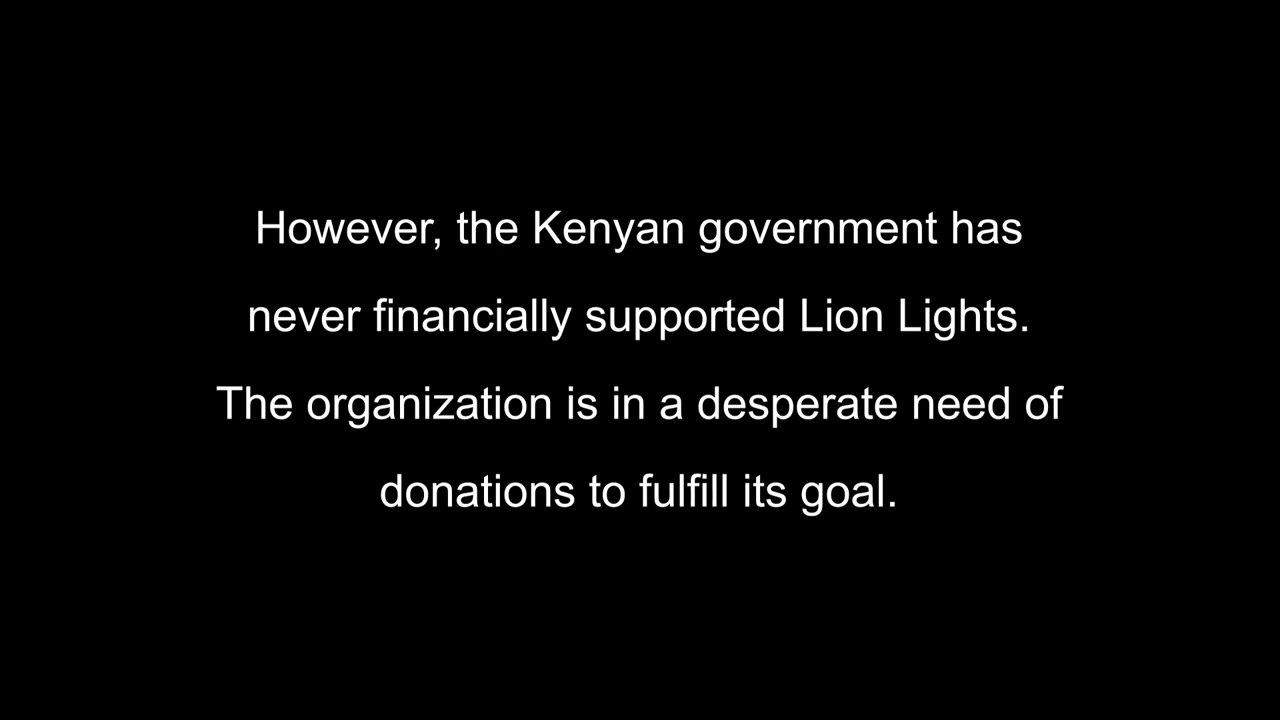 However, the Kenyan government has
never financially supported Lion Lights.
The organization is in a desperate need of
donations to fulfill its goal.